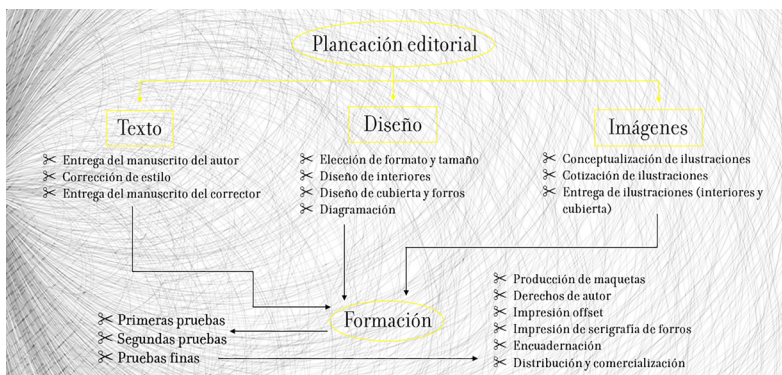 Planeación editorial
Texto
Entrega del manuscrito del autor
Corrección de estilo
Entrega del manuscrito del corrector
Diseño
Elección de formato y tamaño
Diseño de interiores
Diseño de cubierta y forros
Diagramación
Imágenes
Conceptualización de ilustraciones
Cotización de ilustraciones
Entrega de ilustraciones (interiores y
cubierta)
Formación
Primeras pruebas
Segundas pruebas
Pruebas finas
Producción de maquetas
Derechos de autor
Impresión offset
Impresión de serigrafía de forros
Encuadernación
Distribución y comercialización